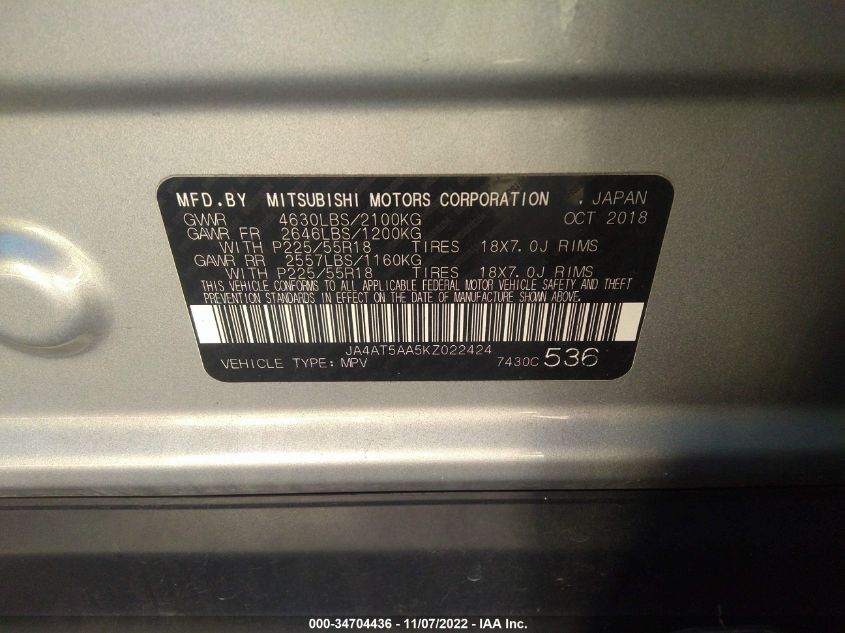 MFD.BY MITSUBISHI MOTORS CORPORATION , JAPAN
GVWR 4630LBS/2100KG OCT 2018
GAWR FR 2646LBS/1200KG
WITH P225/55R18 TIRES 18X7.0J RIMS
GAWR RR 2557LBS/1160KG
WITH P225/55R18 TIRES 18X7.0J RIMS
THIS VEHICLE CONFORMS TO ALL APPLICABLE FEDERAL MOTOR VEHICLE SAFETY AND THEFT
PREVENTION STANDARDS IN EFFECT ON THE DATE OF MANUFACTURE SHOWN ABOVE.
JA4AT5AA5KZ022424
VEHICLE TYPE: MPV 7430C 536
000-34704436 - 11/07/2022 - IAA Inc.